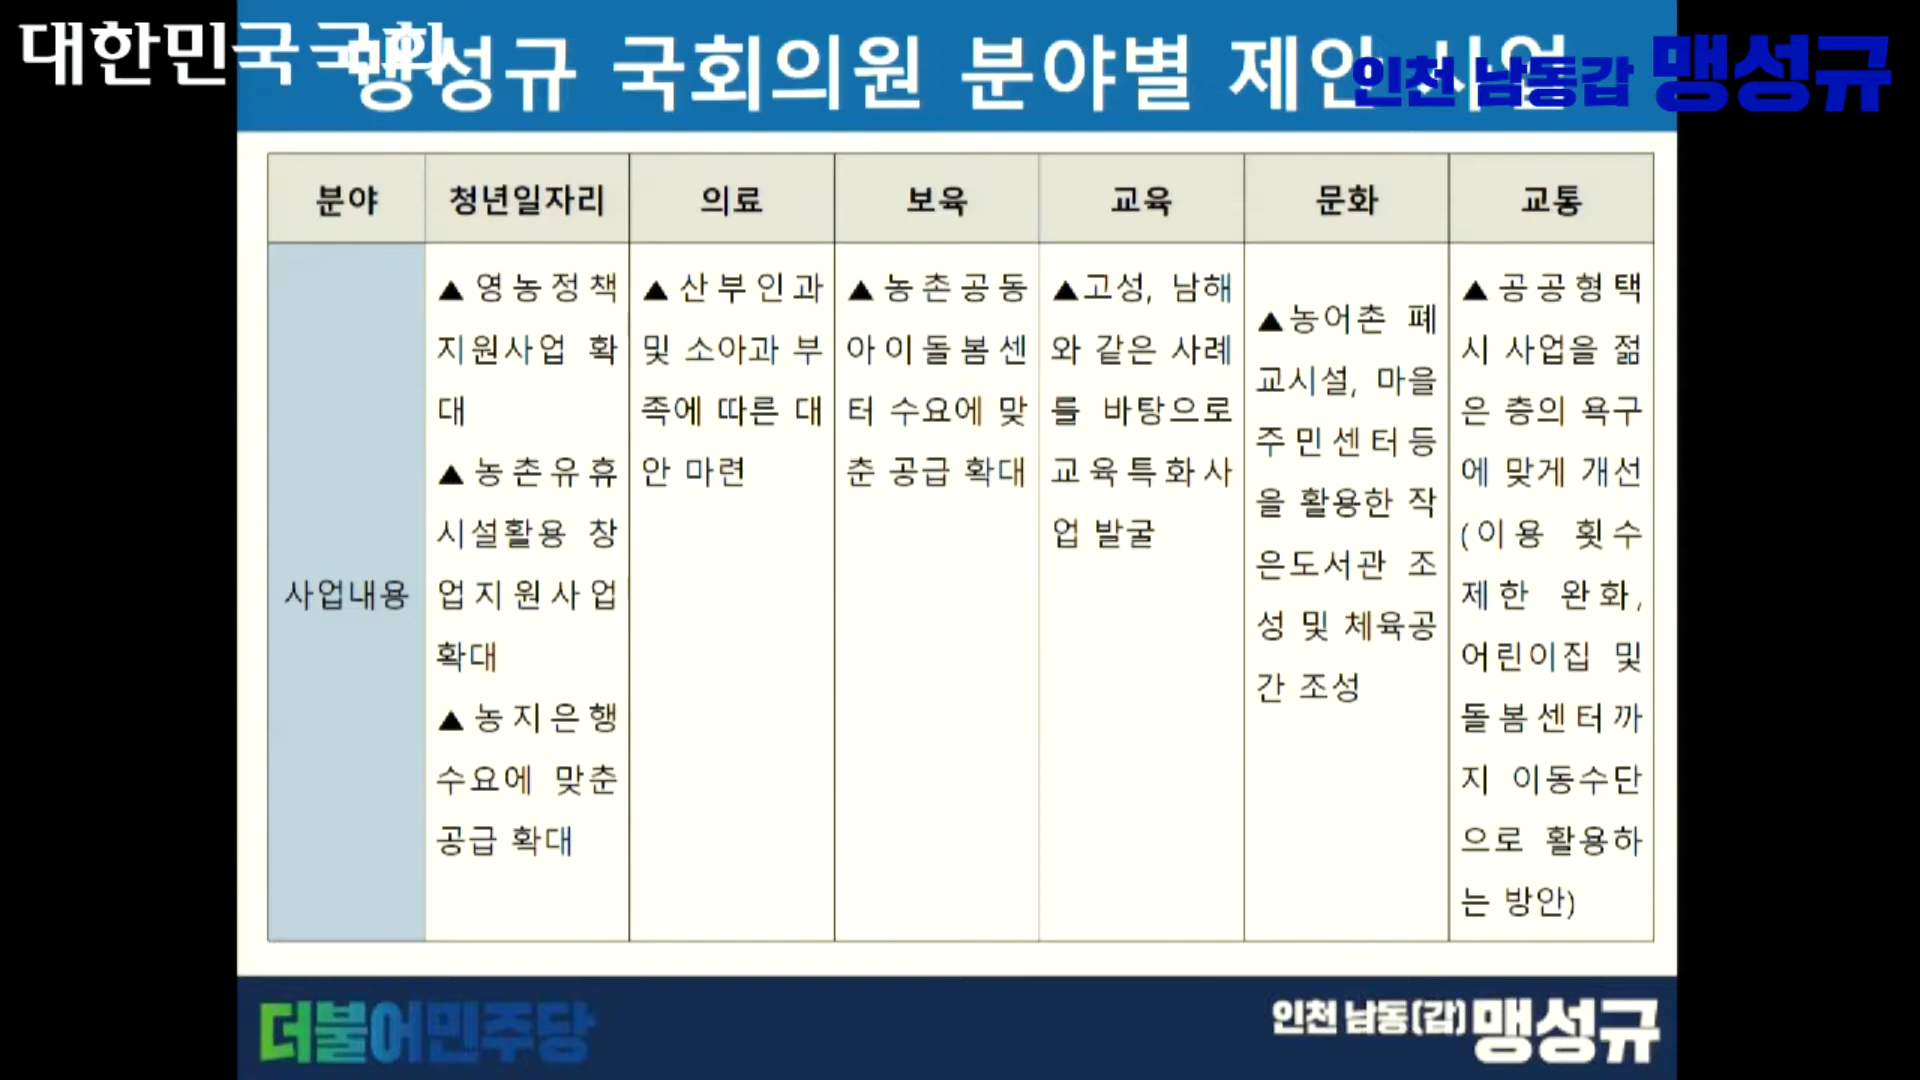 대한민국 국회
맹성규 국회의원 분야별 제안 사업
인천 남동갑 맹성규
분야
청년일자리
의료
보육
교육
문화
교통
사업내용
▲영농정책
지원사업 확
대
▲농촌유휴
시설활용 창
업지원사업
확대
▲농지은행
수요에 맞춘
공급 확대
▲산부인과
및 소아과 부
족에 따른 대
안 마련
▲농촌공동
아이돌봄센
터 수요에 맞
춘 공급 확대
▲고성, 남해
와 같은 사례
를 바탕으로
교육특화사
업 발굴
▲농어촌 폐
교시설, 마을
주민센터등
을 활용한 작
은도서관 조
성 및 체육공
간 조성
▲공공형택
시 사업을 젊
은 층의 욕구
에 맞게 개선
(이용 횟수
제한 완화,
어린이집 및
돌봄센터까
지 이동수단
으로 활용하
는 방안)
더불어민주당
인천 남동(갑) 맹성규